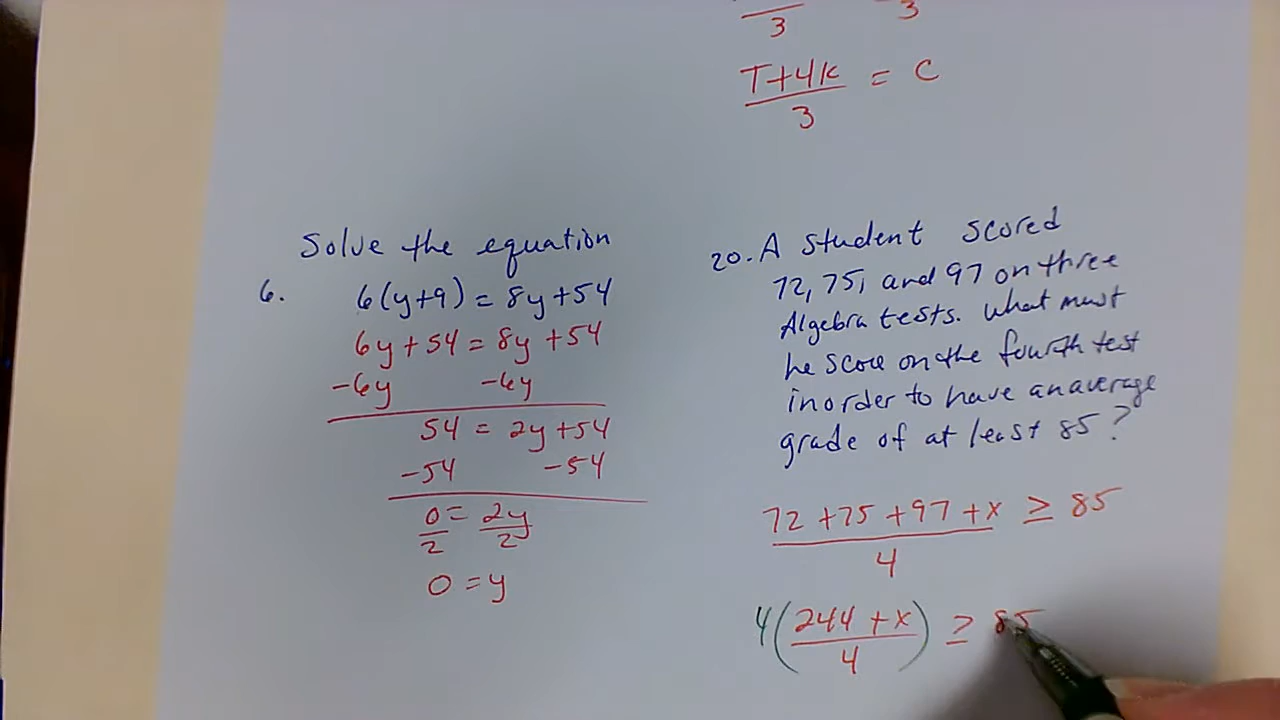 3 3
T+4K = C
3
Solve the equation
6. 6(y+9) = 8y+54
6y+54 = 8y+54
-6y -6y
54 = 2y+54
-54 -54
0 = 2y
2 2
0 = y
20. A student scored
72, 75, and 97 on three
Algebra tests. What must
he score on the fourth test
in order to have an average
grade of at least 85?
72 +75 +97 +x ≥ 85
4
4(244 + x) ≥ 85
4